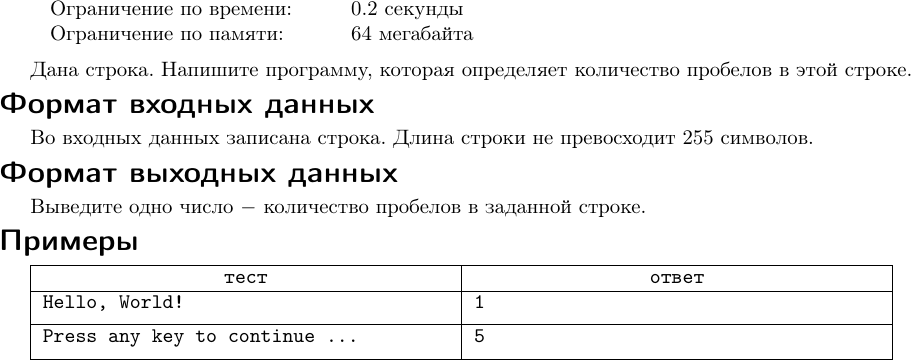 Ограничение по времени: 0.2 секунды
Ограничение по памяти: 64 мегабайта
Дана строка. Напишите программу, которая определяет количество пробелов в этой строке.
Формат входных данных
Во входных данных записана строка. Длина строки не превосходит 255 символов.
Формат выходных данных
Выведите одно число − количество пробелов в заданной строке.
Примеры
тест ответ
Hello, World! 1
Press any key to continue ... 5